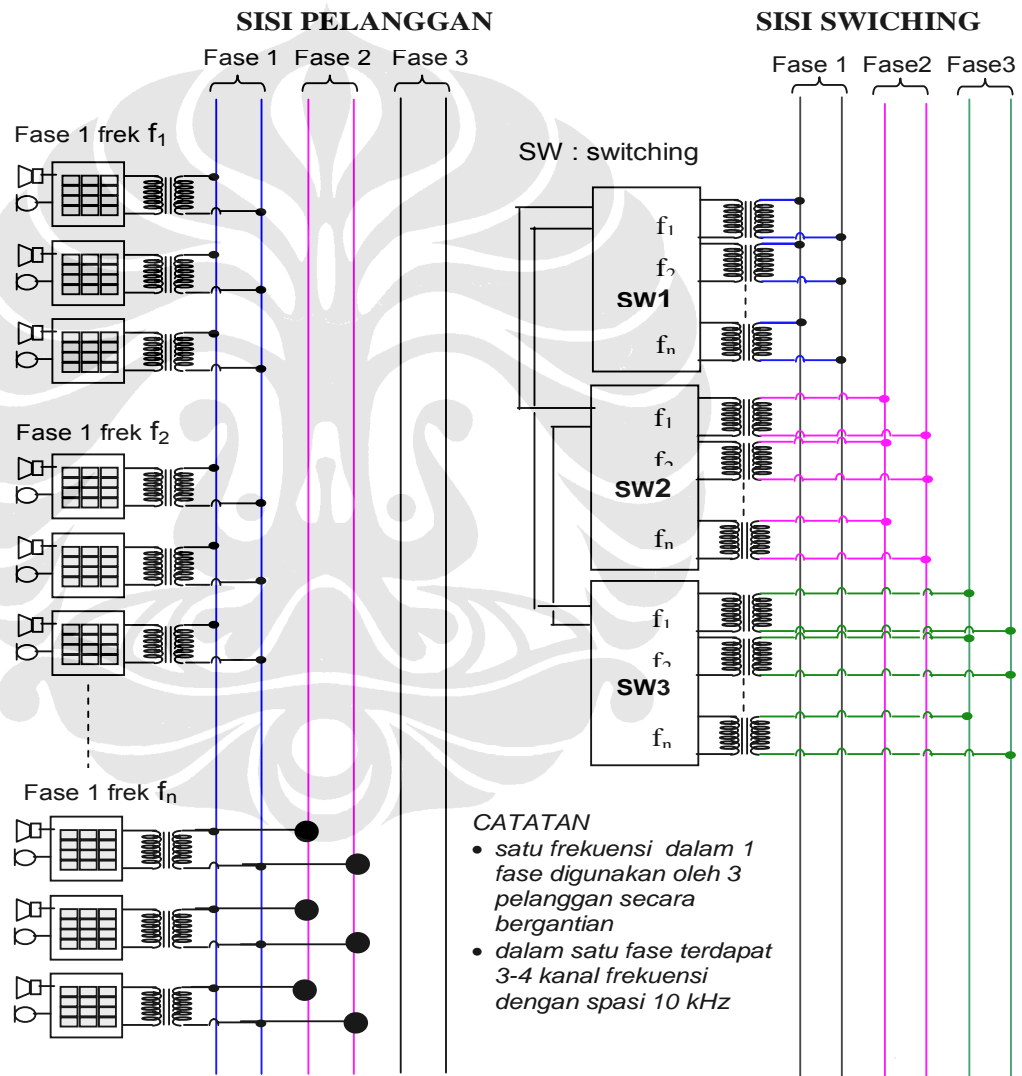 SISI PELANGGAN
Fase 1 Fase 2 Fase 3
Fase 1 frek f1
Fase 1 frek f2
Fase 1 frek fn
SISI SWICHING
Fase 1 Fase2 Fase3
SW : switching
f1
f2
SW1
fn
f1
f2
SW2
fn
f1
f2
SW3
fn
CATATAN
• satu frekuensi dalam 1
fase digunakan oleh 3
pelanggan secara
bergantian
• dalam satu fase terdapat
3-4 kanal frekuensi
dengan spasi 10 kHz